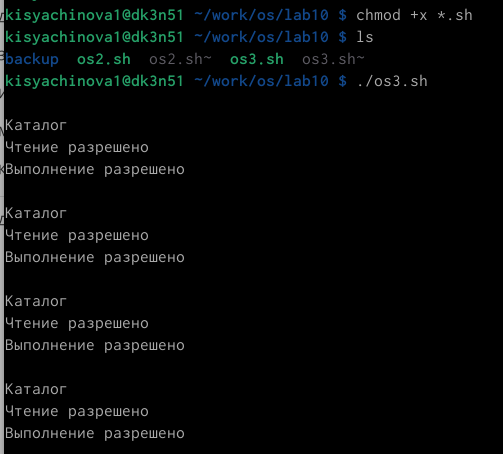 kisyachinova1@dk3n51 ~/work/os/lab10 $ chmod +x *.sh
kisyachinova1@dk3n51 ~/work/os/lab10 $ ls
backup os2.sh os2.sh~ os3.sh os3.sh~
kisyachinova1@dk3n51 ~/work/os/lab10 $ ./os3.sh
Каталог
Чтение разрешено
Выполнение разрешено
Каталог
Чтение разрешено
Выполнение разрешено
Каталог
Чтение разрешено
Выполнение разрешено
Каталог
Чтение разрешено
Выполнение разрешено